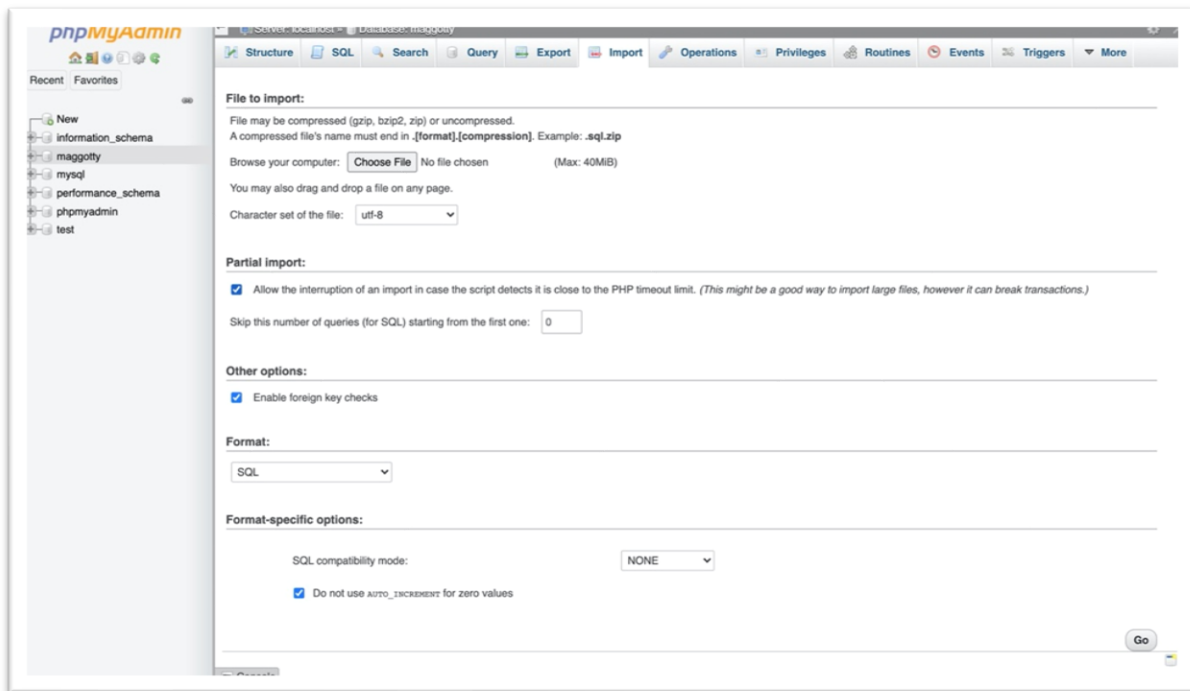 phpMyAdmin
Server: localhost » Database: maggotty
Structure SQL Search Query Export Import Operations Privileges Routines Events Triggers More
Recent Favorites
New
information_schema
maggotty
mysql
performance_schema
phpmyadmin
test
File to import:
File may be compressed (gzip, bzip2, zip) or uncompressed.
A compressed file's name must end in .[format].[compression]. Example: .sql.zip
Browse your computer: Choose File No file chosen (Max: 40MiB)
You may also drag and drop a file on any page.
Character set of the file: utf-8
Partial import:
Allow the interruption of an import in case the script detects it is close to the PHP timeout limit. (This might be a good way to import large files, however it can break transactions.)
Skip this number of queries (for SQL) starting from the first one: 0
Other options:
Enable foreign key checks
Format:
SQL
Format-specific options:
SQL compatibility mode: NONE
Do not use AUTO_INCREMENT for zero values
Go
Console